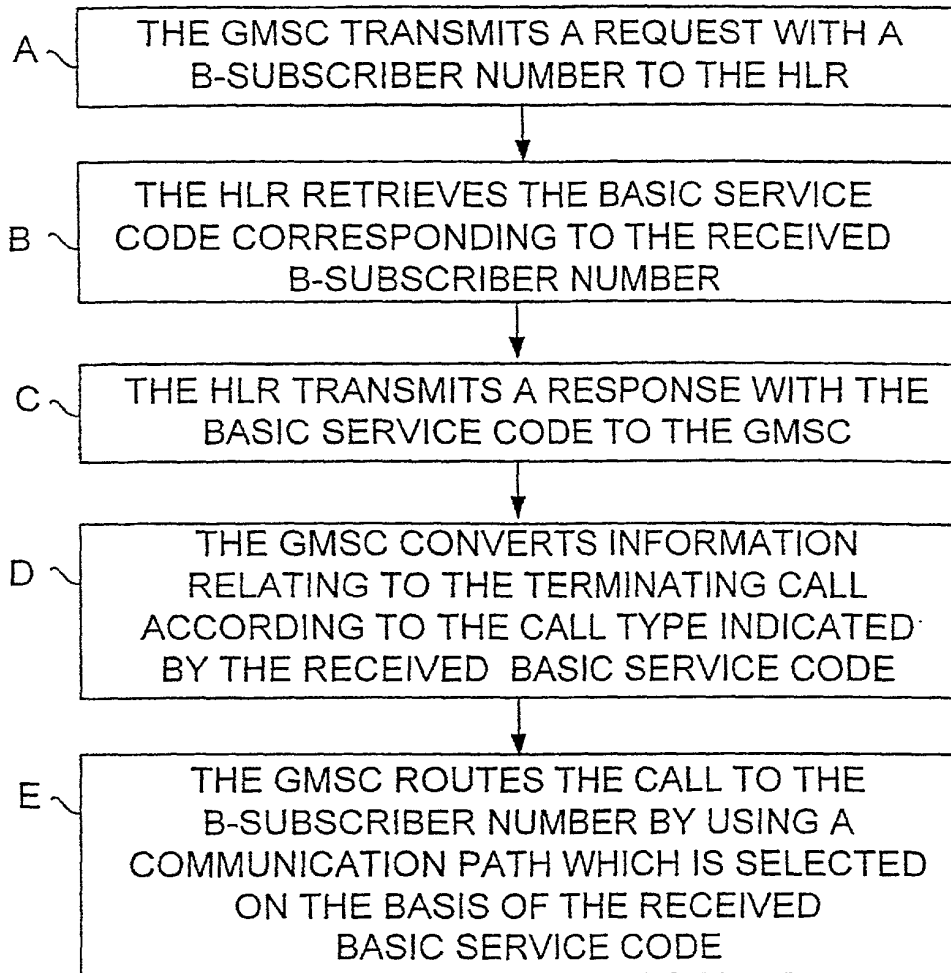 A
THE GMSC TRANSMITS A REQUEST WITH A
B-SUBSCRIBER NUMBER TO THE HLR
B
THE HLR RETRIEVES THE BASIC SERVICE
CODE CORRESPONDING TO THE RECEIVED
B-SUBSCRIBER NUMBER
C
THE HLR TRANSMITS A RESPONSE WITH THE
BASIC SERVICE CODE TO THE GMSC
D
THE GMSC CONVERTS INFORMATION
RELATING TO THE TERMINATING CALL
ACCORDING TO THE CALL TYPE INDICATED
BY THE RECEIVED BASIC SERVICE CODE
E
THE GMSC ROUTES THE CALL TO THE
B-SUBSCRIBER NUMBER BY USING A
COMMUNICATION PATH WHICH IS SELECTED
ON THE BASIS OF THE RECEIVED
BASIC SERVICE CODE